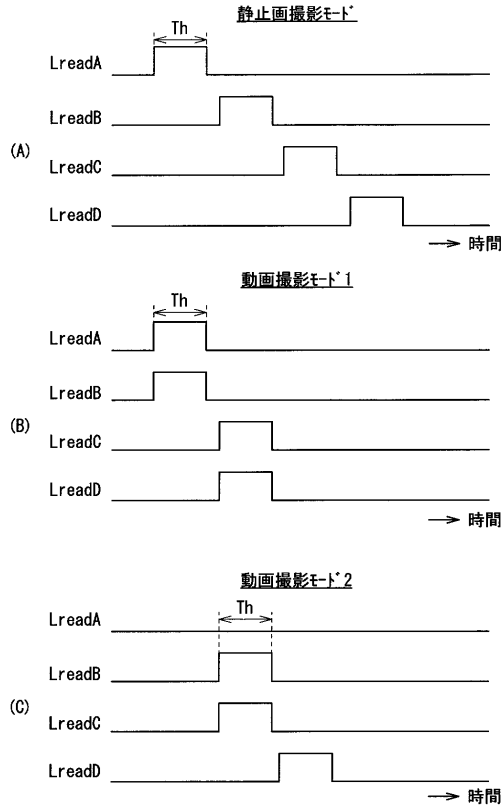 静止画撮影ﾓｰﾄﾞ
Th
LreadA
LreadB
(A)
LreadC
LreadD
時間
動画撮影ﾓｰﾄﾞ1
Th
LreadA
LreadB
(B)
LreadC
LreadD
時間
動画撮影ﾓｰﾄﾞ2
Th
LreadA
LreadB
(C)
LreadC
LreadD
時間